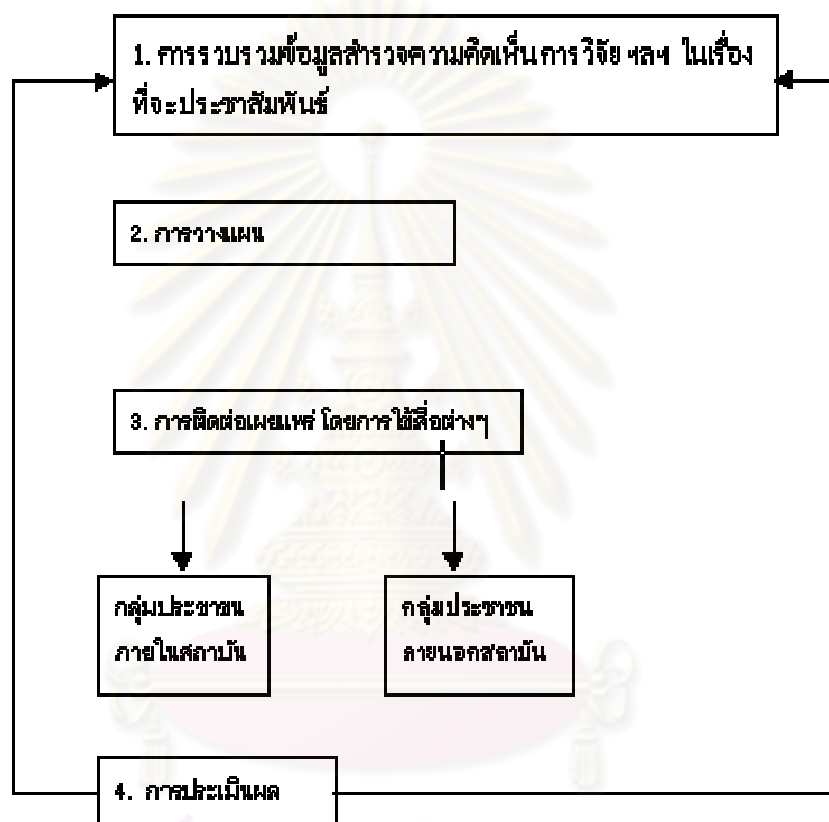 1. การรวบรวมข้อมูลสำรวจความคิดเห็น การวิจัย ฯลฯ ในเรื่อง
ที่จะประชาสัมพันธ์
2. การวางแผน
3. การติดต่อเผยแพร่ โดยการใช้สื่อต่างๆ
กลุ่มประชาชน
ภายในสถาบัน
กลุ่มประชาชน
ภายนอกสถาบัน
4. การประเมินผล